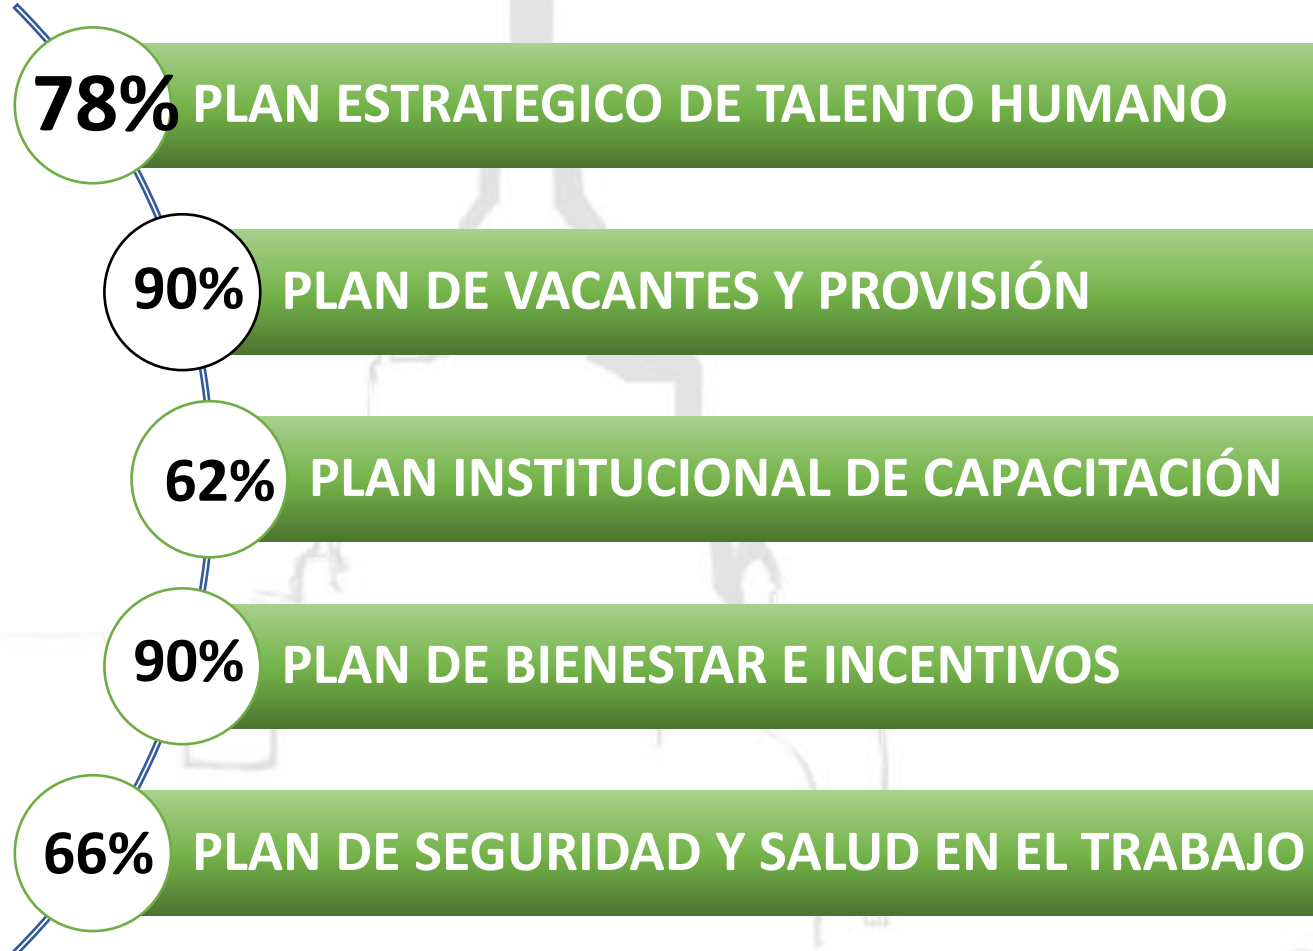 78% PLAN ESTRATEGICO DE TALENTO HUMANO
90% PLAN DE VACANTES Y PROVISIÓN
62% PLAN INSTITUCIONAL DE CAPACITACIÓN
90% PLAN DE BIENESTAR E INCENTIVOS
66% PLAN DE SEGURIDAD Y SALUD EN EL TRABAJO